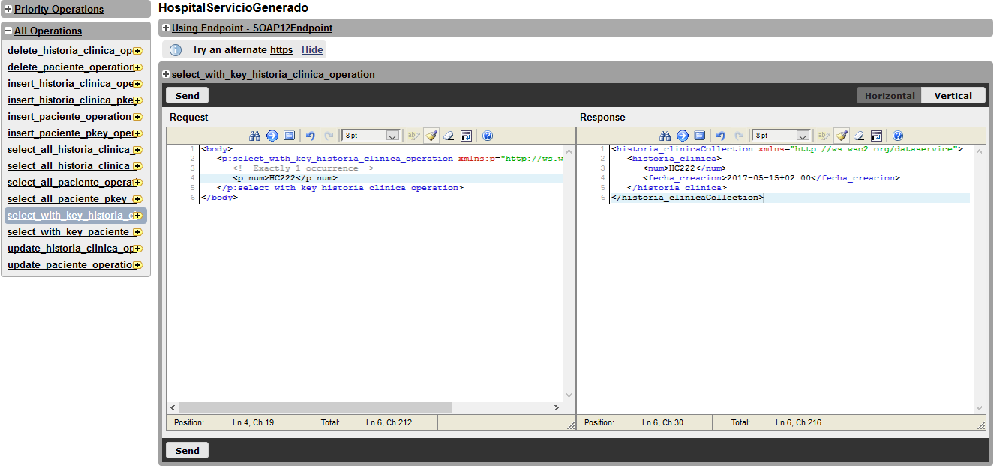 Priority Operations
All Operations
delete_historia_clinica_op
delete_paciente_operation
insert_historia_clinica_ope
insert_historia_clinica_pke
insert_paciente_operation
insert_paciente_pkey_oper
select_all_historia_clinica_
select_all_historia_clinica_
select_all_paciente_opera
select_all_paciente_pkey_
select_with_key_historia_c
select_with_key_paciente_
update_historia_clinica_op
update_paciente_operatio
HospitalServicioGenerado
Using Endpoint - SOAP12Endpoint
Try an alternate https Hide
select_with_key_historia_clinica_operation
Send
Horizontal Vertical
Request
8 pt
1 <body>
2 <p:select_with_key_historia_clinica_operation xmlns:p="http://ws.w
3 <!--Exactly 1 occurrence-->
4 <p:num>HC222</p:num>
5 </p:select_with_key_historia_clinica_operation>
6 </body>
Position: Ln 4, Ch 19 Total: Ln 6, Ch 212
Response
8 pt
1 <historia_clinicaCollection xmlns="http://ws.wso2.org/dataservice">
2 <historia_clinica>
3 <num>HC222</num>
4 <fecha_creacion>2017-05-15+02:00</fecha_creacion>
5 </historia_clinica>
6 </historia_clinicaCollection>
Position: Ln 6, Ch 30 Total: Ln 6, Ch 216
Send